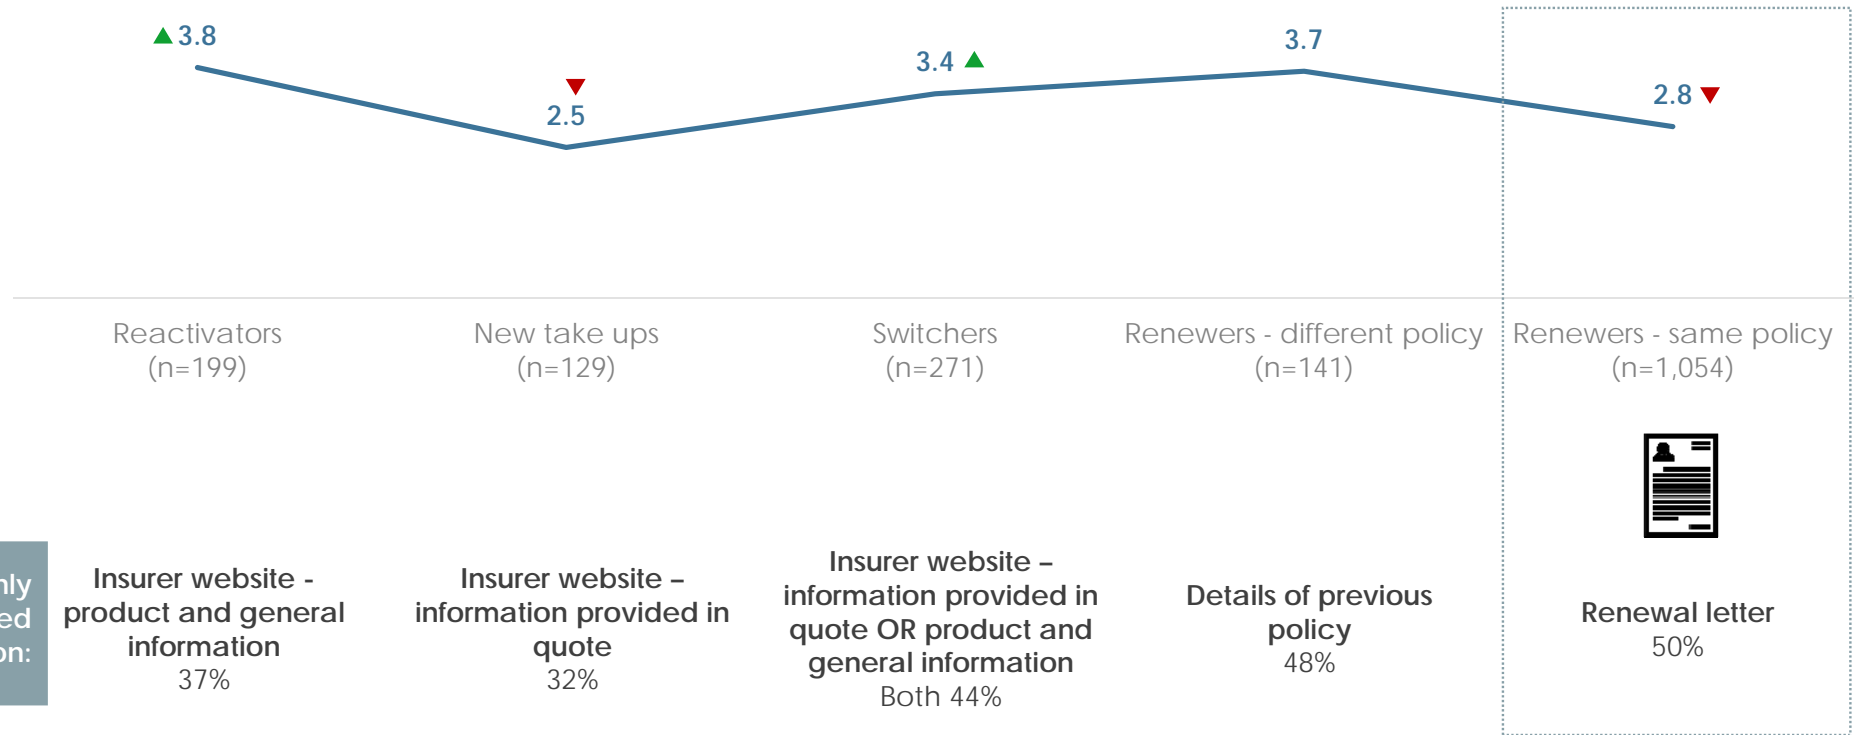 3.8
2.5
3.4
3.7
2.8
Reactivators
(n=199)
New take ups
(n=129)
Switchers
(n=271)
Renewers - different policy
(n=141)
Renewers - same policy
(n=1,054)
Insurer website -
product and general
information
37%
Insurer website –
information provided in
quote
32%
Insurer website –
information provided in
quote OR product and
general information
Both 44%
Details of previous
policy
48%
Renewal letter
50%